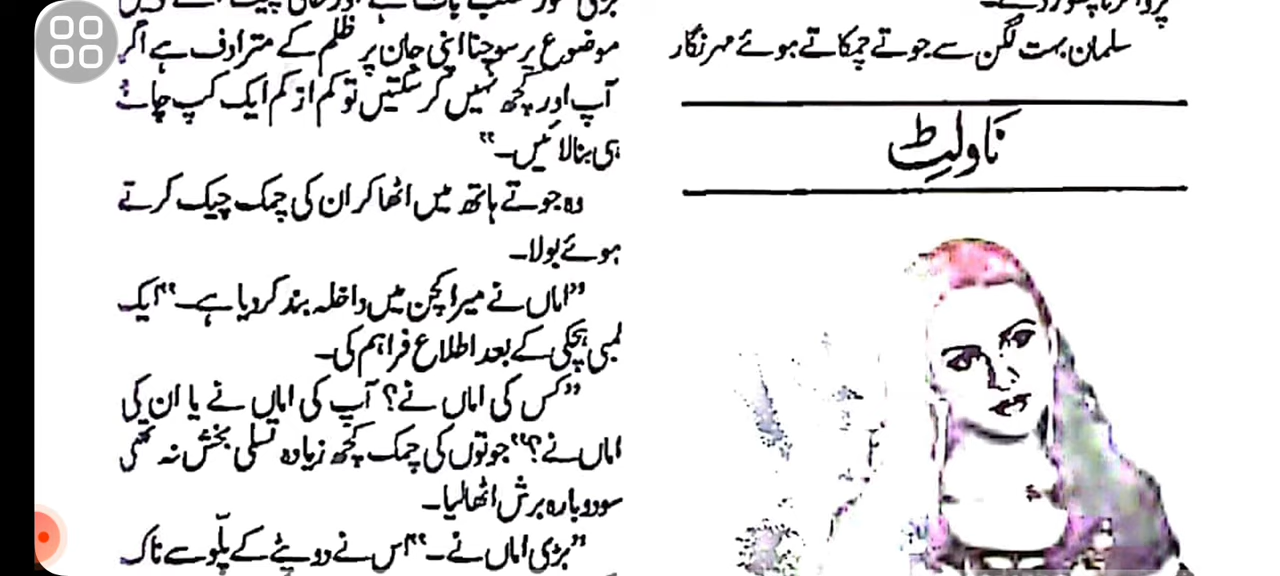 سلمان بہت لگن سے جوتے چمکاتے ہوئے مہر نگار
ناولٹ
موضوع پر سوچنا اپنی جان پر ظلم کے مترادف ہے اگر
آپ اور کچھ نہیں کر سکتیں تو کم از کم ایک کپ چائے
ہی بنا لائیں۔“
وہ جوتے ہاتھ میں اٹھا کر ان کی چمک چیک کرتے
ہوئے بولا۔
”اماں نے میرا کچن میں داخلہ بند کر دیا ہے۔“ ایک
لمبی ہچکی کے بعد اطلاع فراہم کی۔
”کس کی اماں نے؟ آپ کی اماں نے یا ان کی
اماں نے؟“ جوتوں کی چمک کچھ زیادہ تسلی بخش نہ تھی
سو دوبارہ برش اٹھا لیا۔
”بڑی اماں نے۔“ اس نے دوپٹے کے پلّو سے ناک